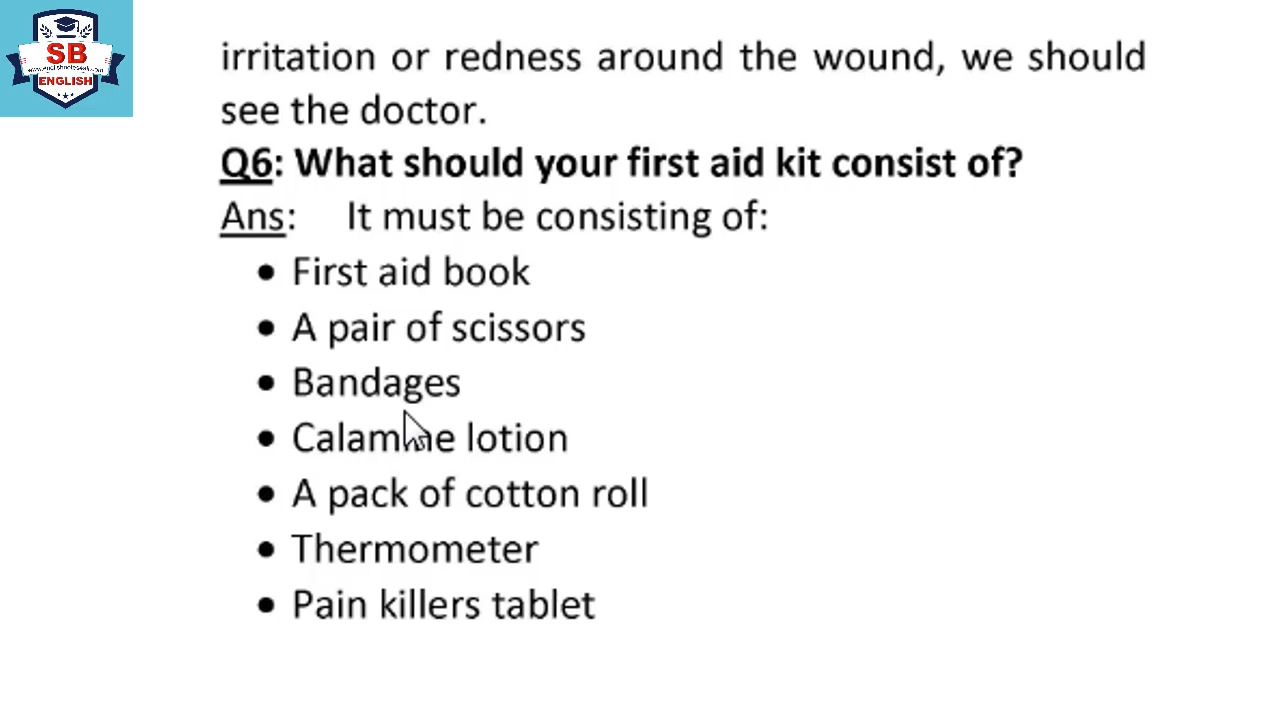 SB
ENGLISH
irritation or redness around the wound, we should
see the doctor.
Q6: What should your first aid kit consist of?
Ans: It must be consisting of:
• First aid book
• A pair of scissors
• Bandages
• Calamine lotion
• A pack of cotton roll
• Thermometer
• Pain killers tablet